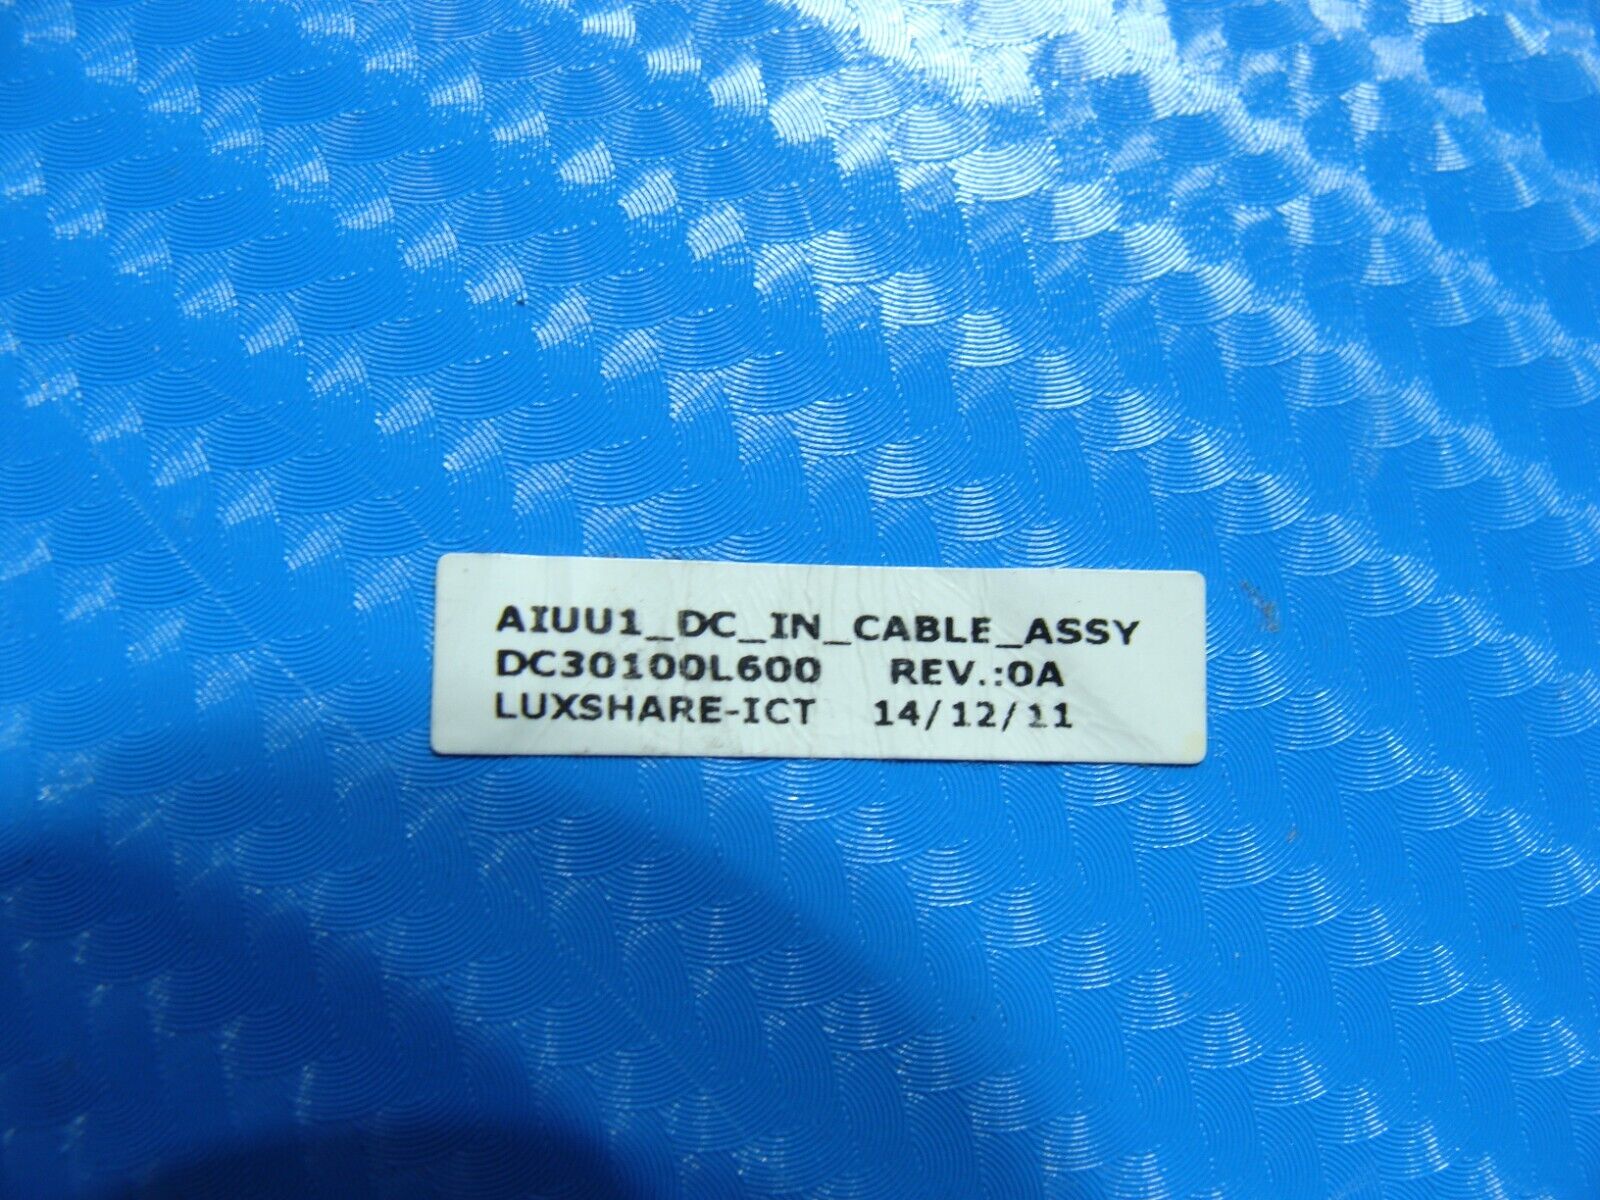 AIUU1_DC_IN_CABLE_ASSY
DC30100L600 REV.:0A
LUXSHARE-ICT 14/12/11